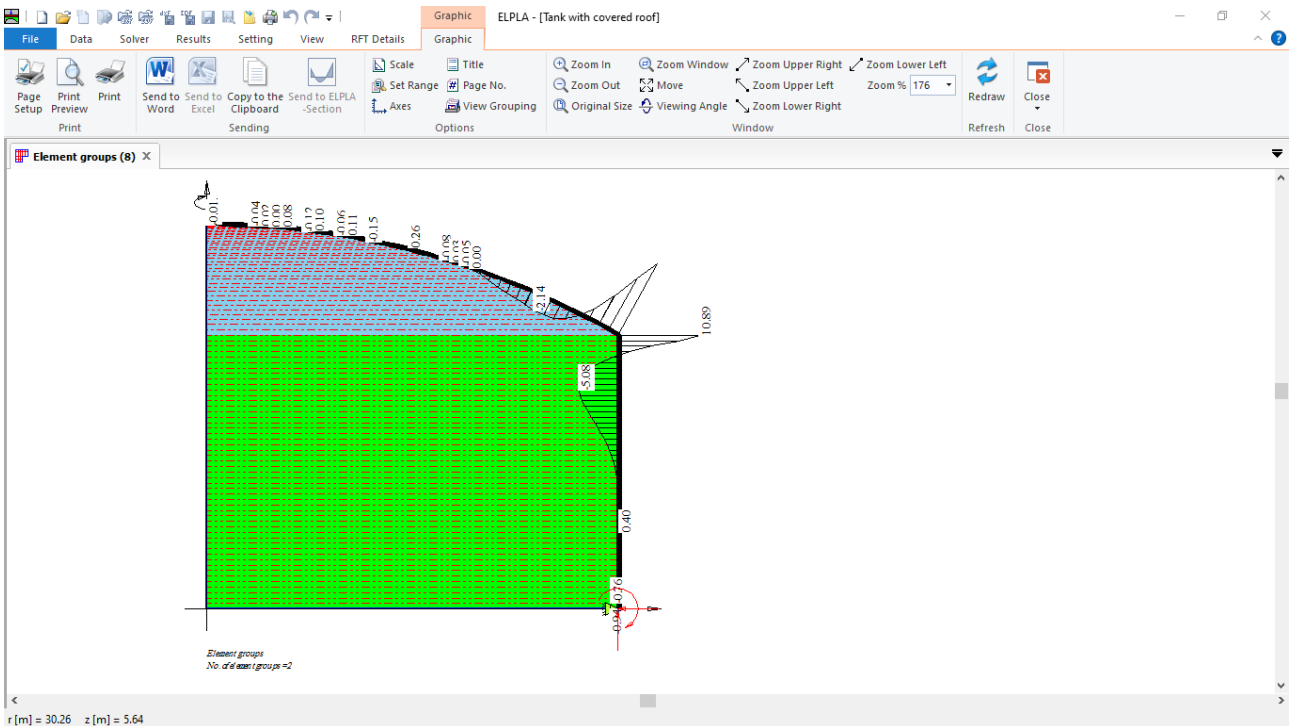 Graphic
ELPLA - [Tank with covered roof]
File Data Solver Results Setting View RFT Details Graphic
Scale Title Zoom In Zoom Window Zoom Upper Right Zoom Lower Left
Set Range # Page No. Zoom Out Move Zoom Upper Left Zoom % 176
Axes View Grouping Original Size Viewing Angle Zoom Lower Right
Page Setup Print Preview Print Send to Word Send to Excel Copy to the Clipboard Send to ELPLA -Section Redraw Close
Print Sending Options Window Refresh Close
Element groups (8) X
-0.01
0.04
0.02
0.00
0.08
-0.12
0.10
-0.06
0.11
-0.15
0.26
-0.08
0.03
-0.05
0.00
-2.14
10.89
-5.08
0.40
-0.76
Element groups
No. of element groups =2
r [m] = 30.26 z [m] = 5.64